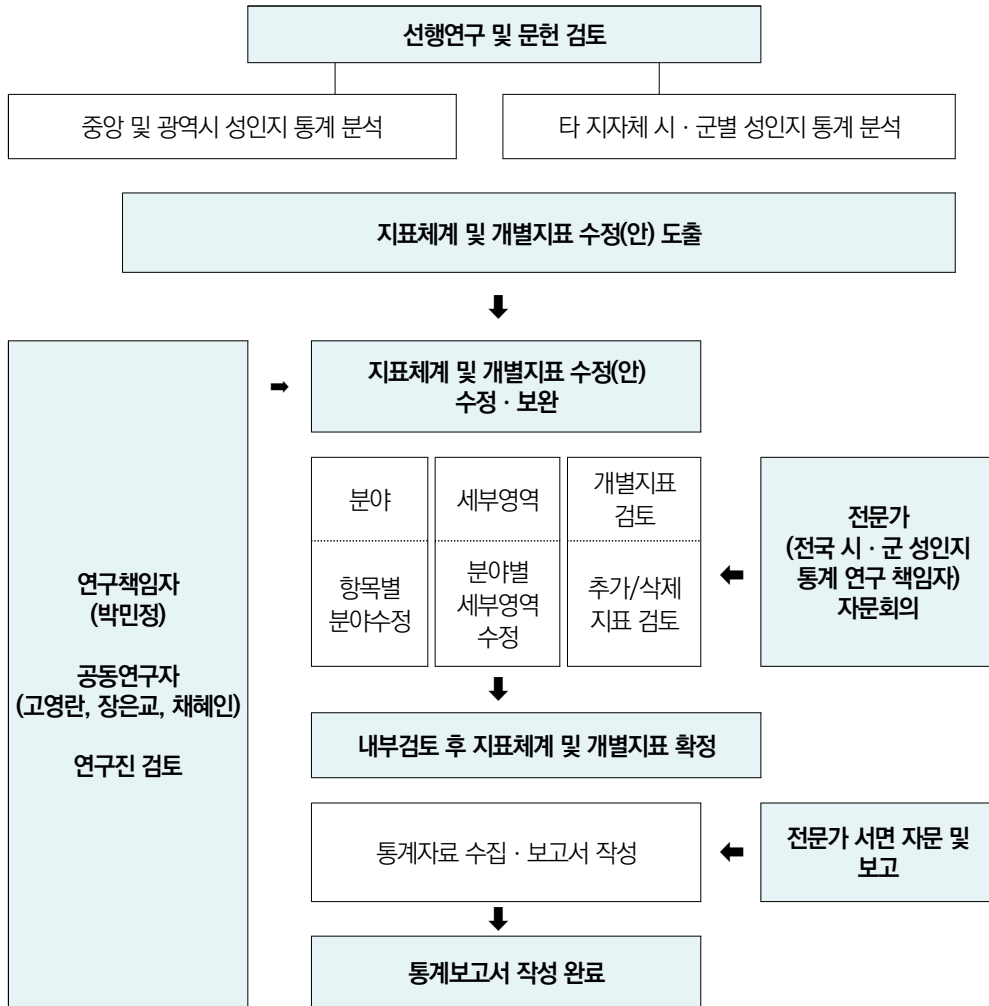 선행연구 및 문헌 검토
중앙 및 광역시 성인지 통계 분석
타 지자체 시 · 군별 성인지 통계 분석
지표체계 및 개별지표 수정(안) 도출
연구책임자
(박민정)
공동연구자
(고영란, 장은교, 채혜인)
연구진 검토
지표체계 및 개별지표 수정(안)
수정 · 보완
분야
세부영역
개별지표
검토
항목별
분야수정
분야별
세부영역
수정
추가/삭제
지표 검토
전문가
(전국 시 · 군 성인지
통계 연구 책임자)
자문회의
내부검토 후 지표체계 및 개별지표 확정
통계자료 수집 · 보고서 작성
전문가 서면 자문 및
보고
통계보고서 작성 완료